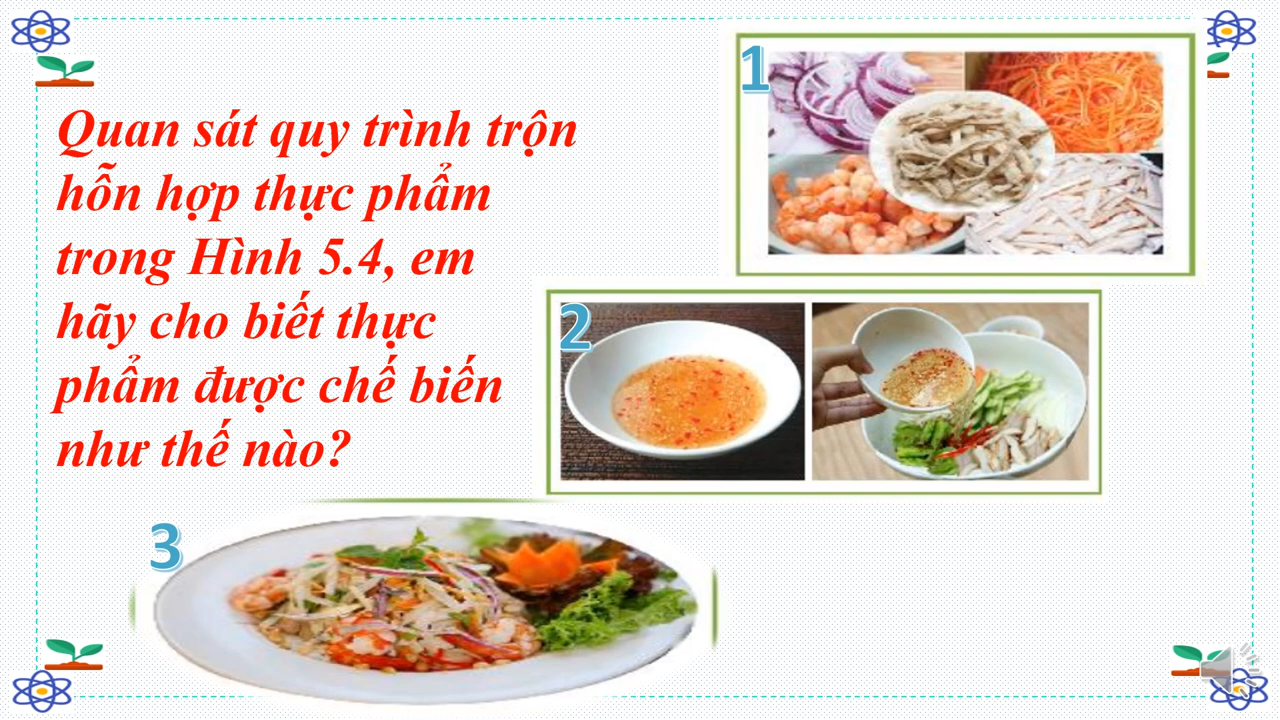 Quan sát quy trình trộn
hỗn hợp thực phẩm
trong Hình 5.4, em
hãy cho biết thực
phẩm được chế biến
như thế nào?
1
2
3